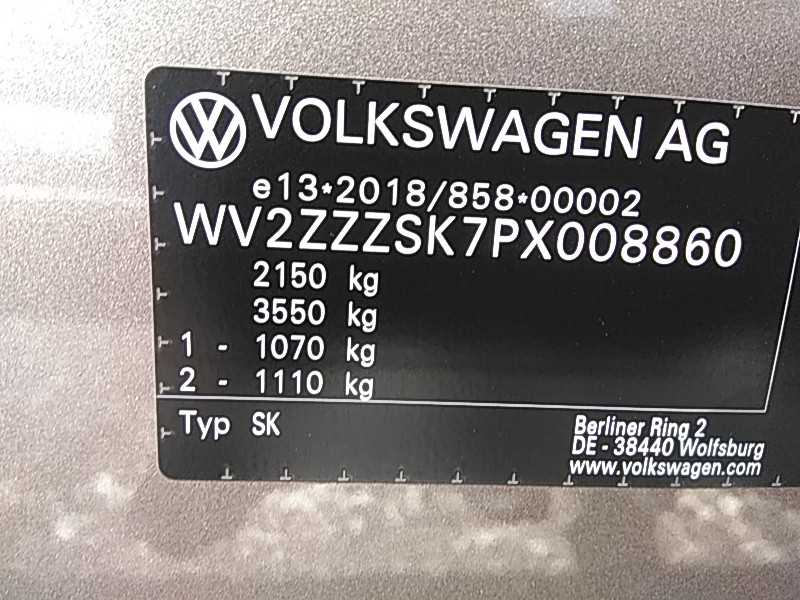 VOLKSWAGEN AG
e13*2018/858*00002
WV2ZZZSK7PX008860
2150 kg
3550 kg
1 - 1070 kg
2 - 1110 kg
Typ SK
Berliner Ring 2
DE - 38440 Wolfsburg
www.volkswagen.com